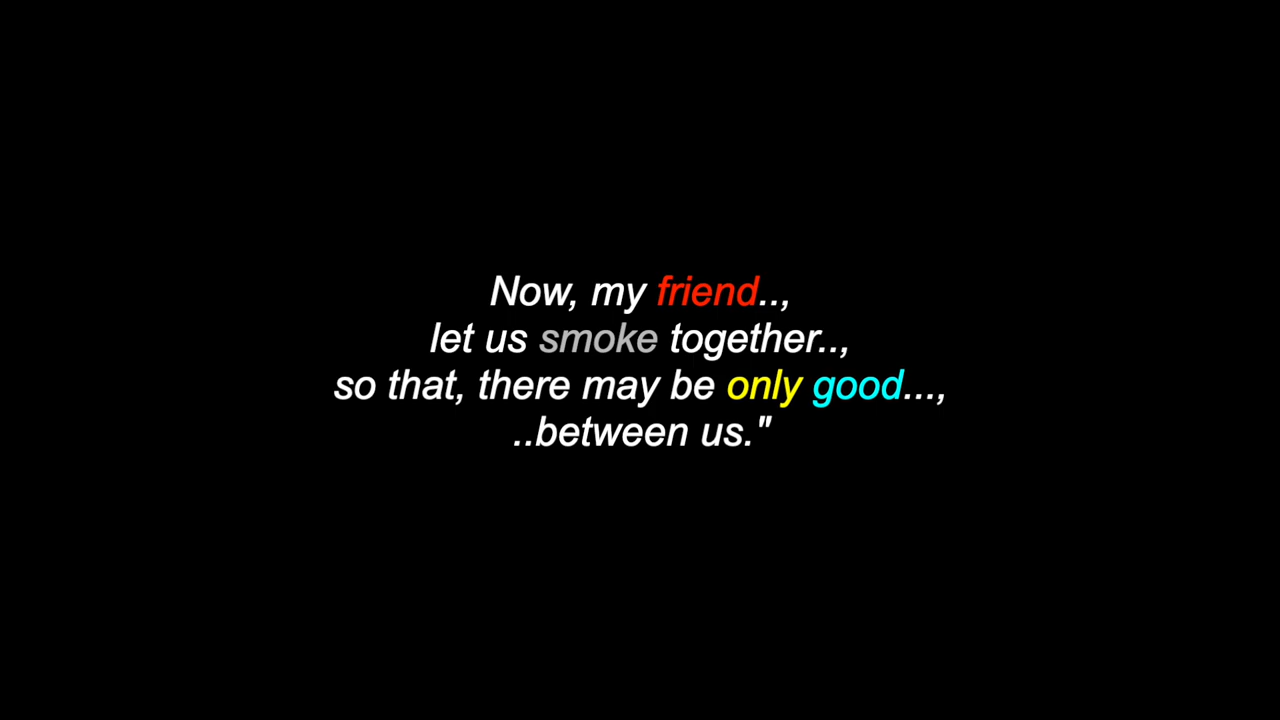 Now, my friend..,
let us smoke together..,
so that, there may be only good...,
..between us."